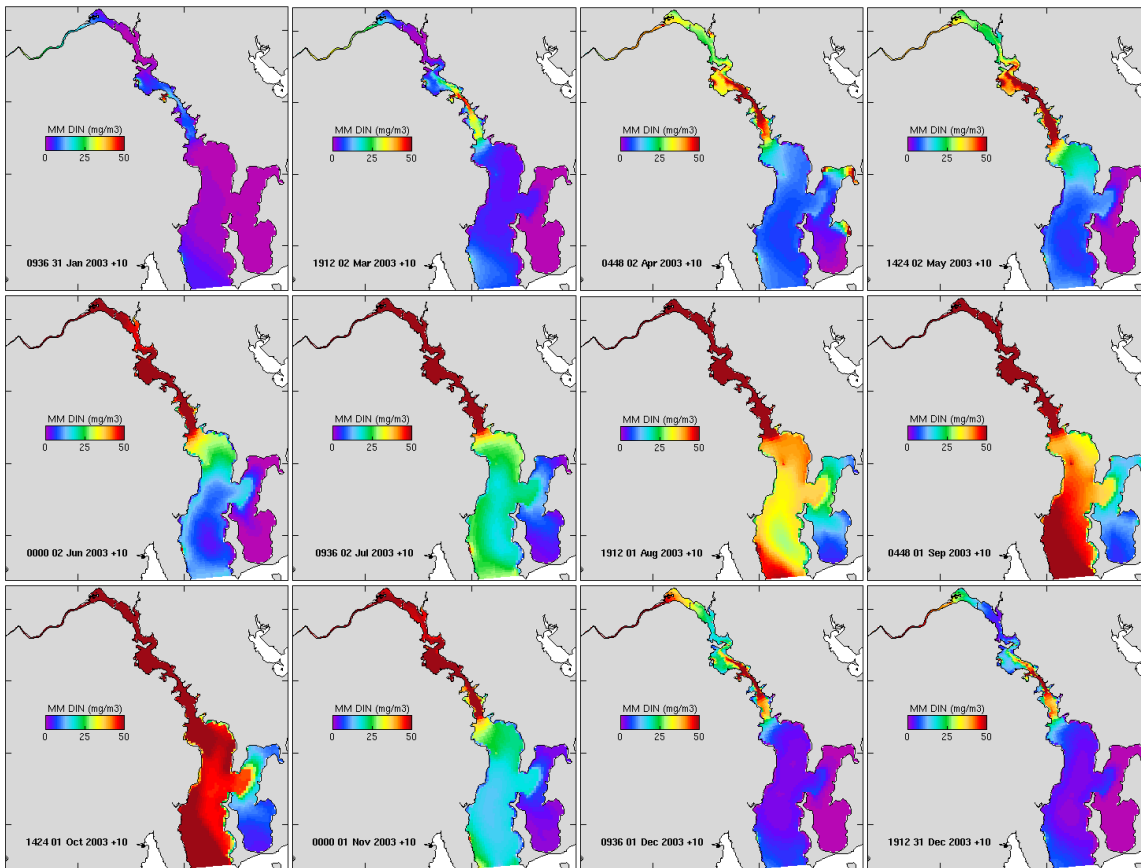 MM DIN (mg/m3)
0 25 50
0936 31 Jan 2003 +10
MM DIN (mg/m3)
0 25 50
1912 02 Mar 2003 +10
MM DIN (mg/m3)
0 25 50
0448 02 Apr 2003 +10
MM DIN (mg/m3)
0 25 50
1424 02 May 2003 +10
MM DIN (mg/m3)
0 25 50
0000 02 Jun 2003 +10
MM DIN (mg/m3)
0 25 50
0936 02 Jul 2003 +10
MM DIN (mg/m3)
0 25 50
1912 01 Aug 2003 +10
MM DIN (mg/m3)
0 25 50
0448 01 Sep 2003 +10
MM DIN (mg/m3)
0 25 50
1424 01 Oct 2003 +10
MM DIN (mg/m3)
0 25 50
0000 01 Nov 2003 +10
MM DIN (mg/m3)
0 25 50
0936 01 Dec 2003 +10
MM DIN (mg/m3)
0 25 50
1912 31 Dec 2003 +10